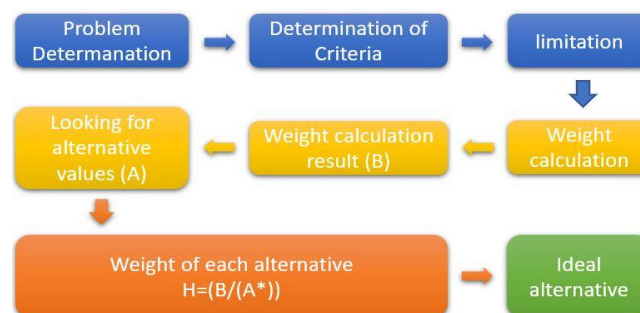 Problem
Determanation
Determination of
Criteria
limitation
Looking for
alternative
values (A)
Weight calculation
result (B)
Weight
calculation
Weight of each alternative
H=(B/(A*))
Ideal
alternative